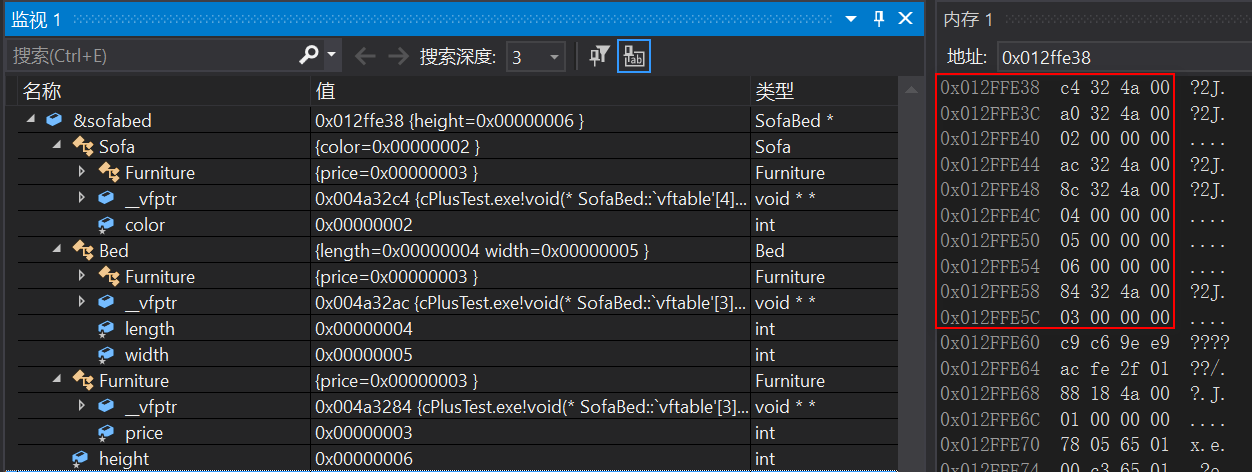 监视 1
搜索(Ctrl+E) 搜索深度: 3
名称 值 类型
&sofabed 0x012ffe38 {height=0x00000006 } SofaBed *
Sofa {color=0x00000002 } Sofa
Furniture {price=0x00000003 } Furniture
__vfptr 0x004a32c4 {cPlusTest.exe!void(* SofaBed::`vftable'[4]... void * *
color 0x00000002 int
Bed {length=0x00000004 width=0x00000005 } Bed
Furniture {price=0x00000003 } Furniture
__vfptr 0x004a32ac {cPlusTest.exe!void(* SofaBed::`vftable'[3]... void * *
length 0x00000004 int
width 0x00000005 int
Furniture {price=0x00000003 } Furniture
__vfptr 0x004a3284 {cPlusTest.exe!void(* SofaBed::`vftable'[3]... void * *
price 0x00000003 int
height 0x00000006 int
内存 1
地址: 0x012ffe38
0x012FFE38 c4 32 4a 00 ?2J.
0x012FFE3C a0 32 4a 00 ?2J.
0x012FFE40 02 00 00 00 ....
0x012FFE44 ac 32 4a 00 ?2J.
0x012FFE48 8c 32 4a 00 ?2J.
0x012FFE4C 04 00 00 00 ....
0x012FFE50 05 00 00 00 ....
0x012FFE54 06 00 00 00 ....
0x012FFE58 84 32 4a 00 ?2J.
0x012FFE5C 03 00 00 00 ....
0x012FFE60 c9 c6 9e e9 ????
0x012FFE64 ac fe 2f 01 ??/.
0x012FFE68 88 18 4a 00 ?.J.
0x012FFE6C 01 00 00 00 ....
0x012FFE70 78 05 65 01 x.e.
0x012FFE74 00 c3 65 01 .?e.